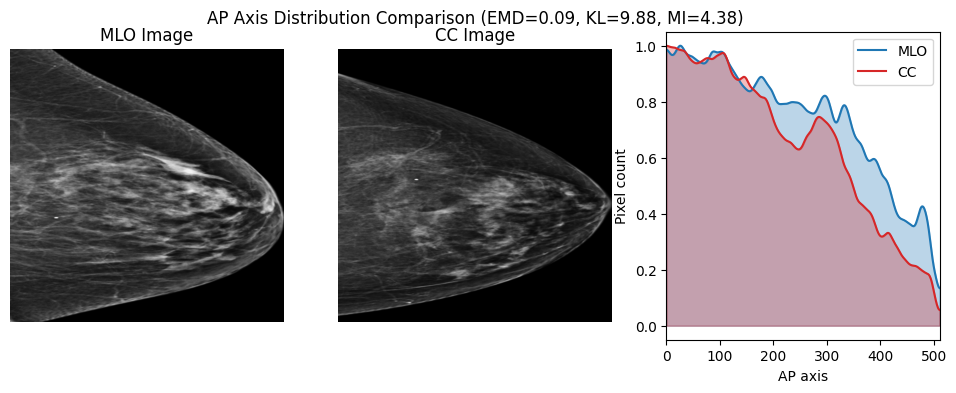 AP Axis Distribution Comparison (EMD=0.09, KL=9.88, MI=4.38)
MLO Image
CC Image
MLO
CC
1.0
0.8
0.6
0.4
0.2
0.0
Pixel count
0
100
200
300
400
500
AP axis